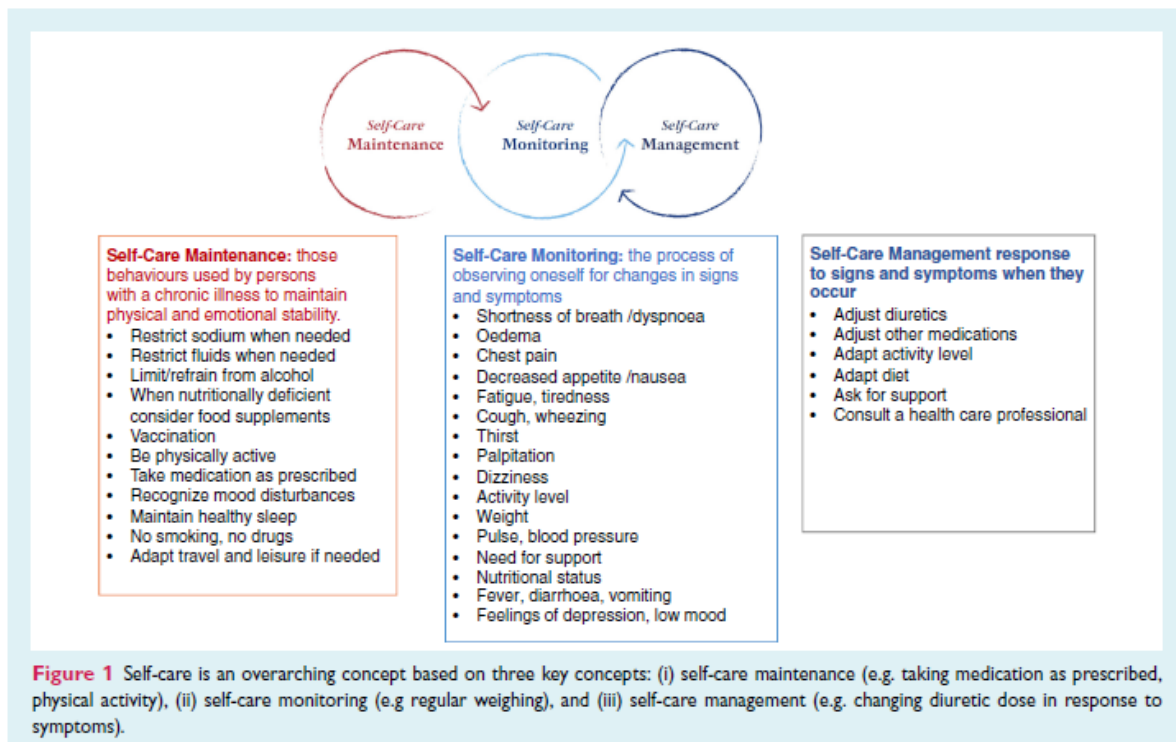 Self-Care
Maintenance
Self-Care
Monitoring
Self-Care
Management
Self-Care Maintenance: those
behaviours used by persons
with a chronic illness to maintain
physical and emotional stability.
• Restrict sodium when needed
• Restrict fluids when needed
• Limit/refrain from alcohol
• When nutritionally deficient
consider food supplements
• Vaccination
• Be physically active
• Take medication as prescribed
• Recognize mood disturbances
• Maintain healthy sleep
• No smoking, no drugs
• Adapt travel and leisure if needed
Self-Care Monitoring: the process of
observing oneself for changes in signs
and symptoms
• Shortness of breath /dyspnoea
• Oedema
• Chest pain
• Decreased appetite /nausea
• Fatigue, tiredness
• Cough, wheezing
• Thirst
• Palpitation
• Dizziness
• Activity level
• Weight
• Pulse, blood pressure
• Need for support
• Nutritional status
• Fever, diarrhoea, vomiting
• Feelings of depression, low mood
Self-Care Management response
to signs and symptoms when they
occur
• Adjust diuretics
• Adjust other medications
• Adapt activity level
• Adapt diet
• Ask for support
• Consult a health care professional
Figure 1 Self-care is an overarching concept based on three key concepts: (i) self-care maintenance (e.g. taking medication as prescribed,
physical activity), (ii) self-care monitoring (e.g regular weighing), and (iii) self-care management (e.g. changing diuretic dose in response to
symptoms).